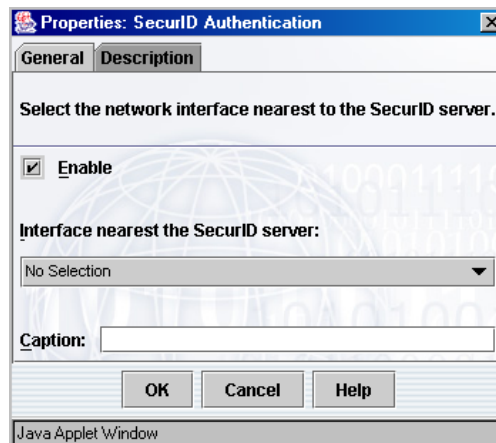 Properties: SecurID Authentication
General Description
Select the network interface nearest to the SecurID server.
Enable
Interface nearest the SecurID server:
No Selection
Caption:
OK Cancel Help
Java Applet Window